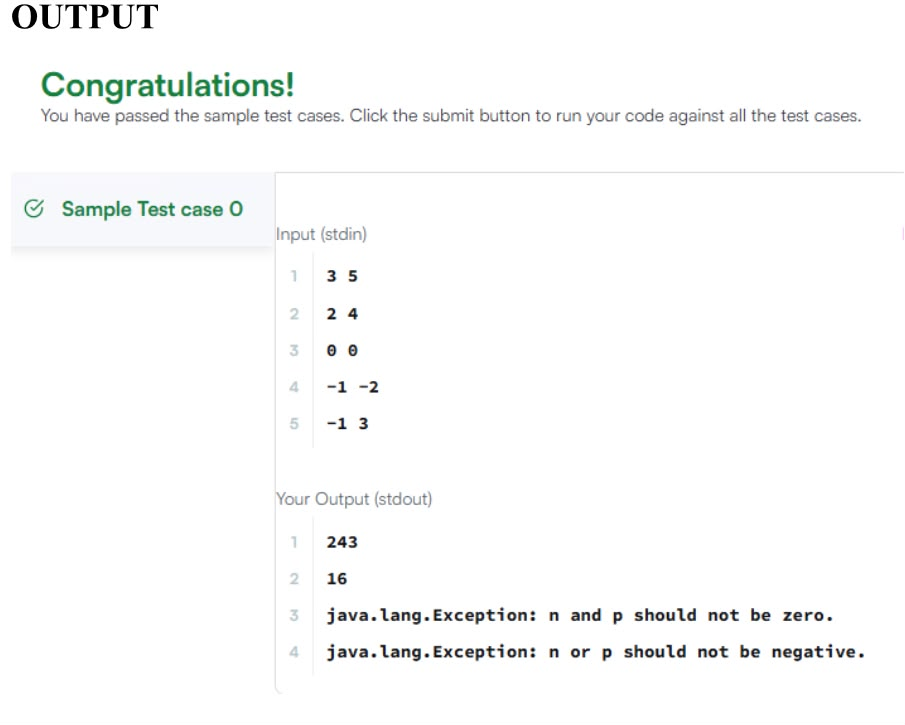 OUTPUT
Congratulations!
You have passed the sample test cases. Click the submit button to run your code against all the test cases.
Sample Test case 0
Input (stdin)
1 3 5
2 2 4
3 0 0
4 -1 -2
5 -1 3
Your Output (stdout)
1 243
2 16
3 java.lang.Exception: n and p should not be zero.
4 java.lang.Exception: n or p should not be negative.